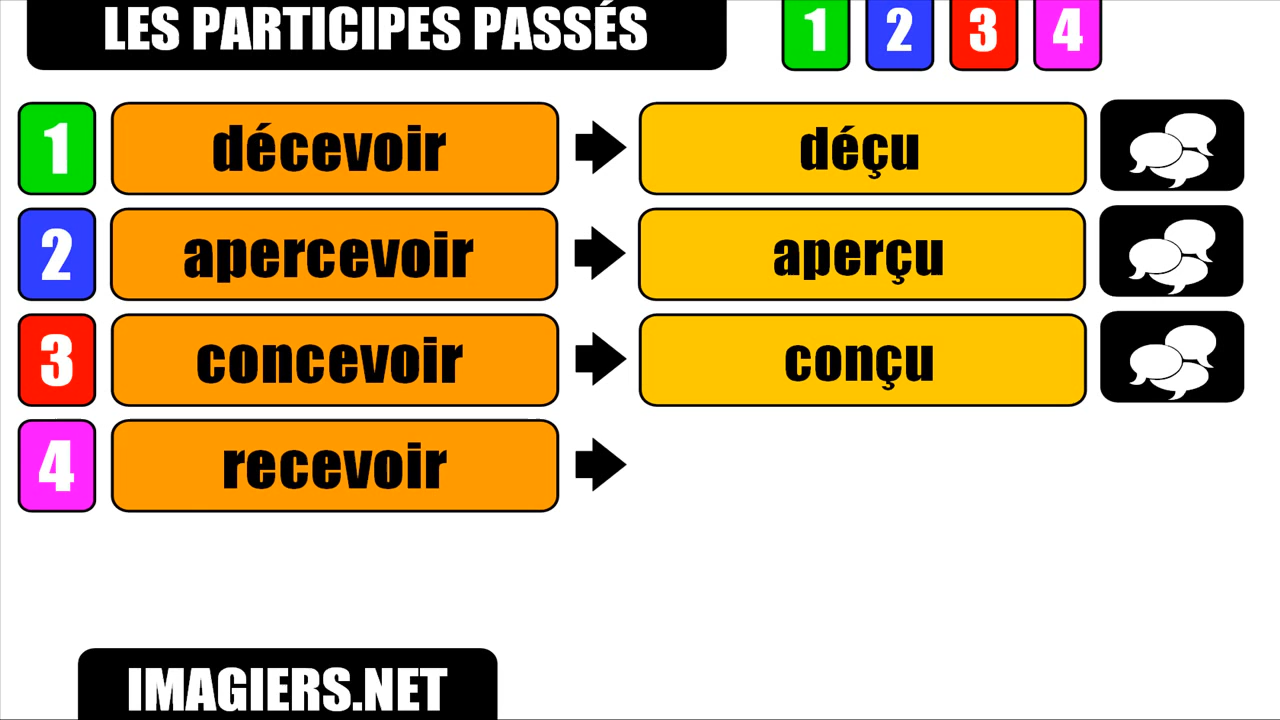 LES PARTICIPES PASSÉS 1 2 3 4
1 décevoir déçu
2 apercevoir aperçu
3 concevoir conçu
4 recevoir
IMAGIERS.NET